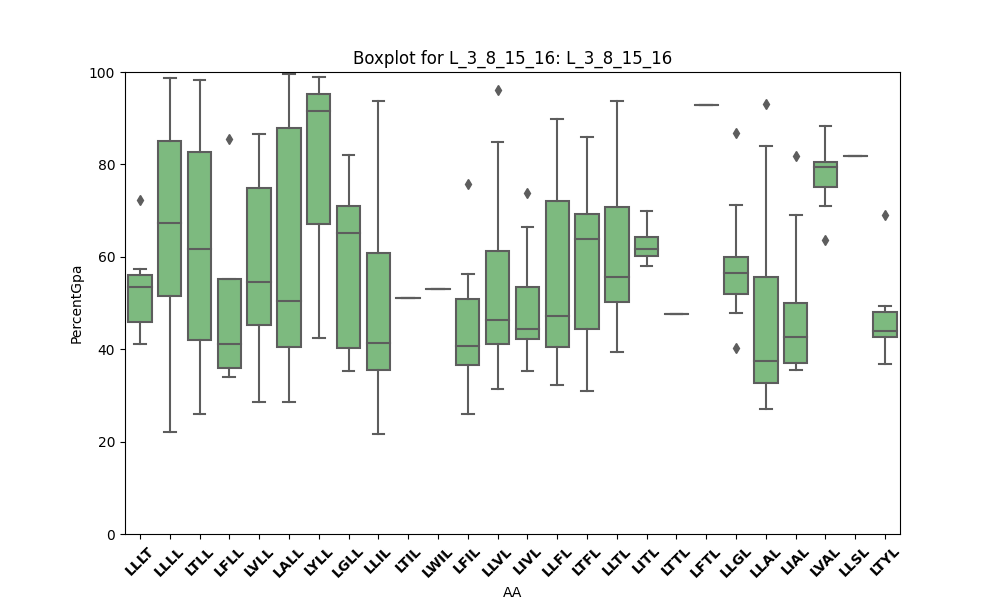 Boxplot for L_3_8_15_16: L_3_8_15_16
100
80
60
40
20
0
PercentGpa
LLLT LLLL LTLL LFLL LVLL LALL LYLL LGLL LLIL LTIL LWIL LFIL LLVL LIVL LLFL LTFL LLTL LITL LTTL LFTL LLGL LLAL LIAL LVAL LLSL LTYL
AA